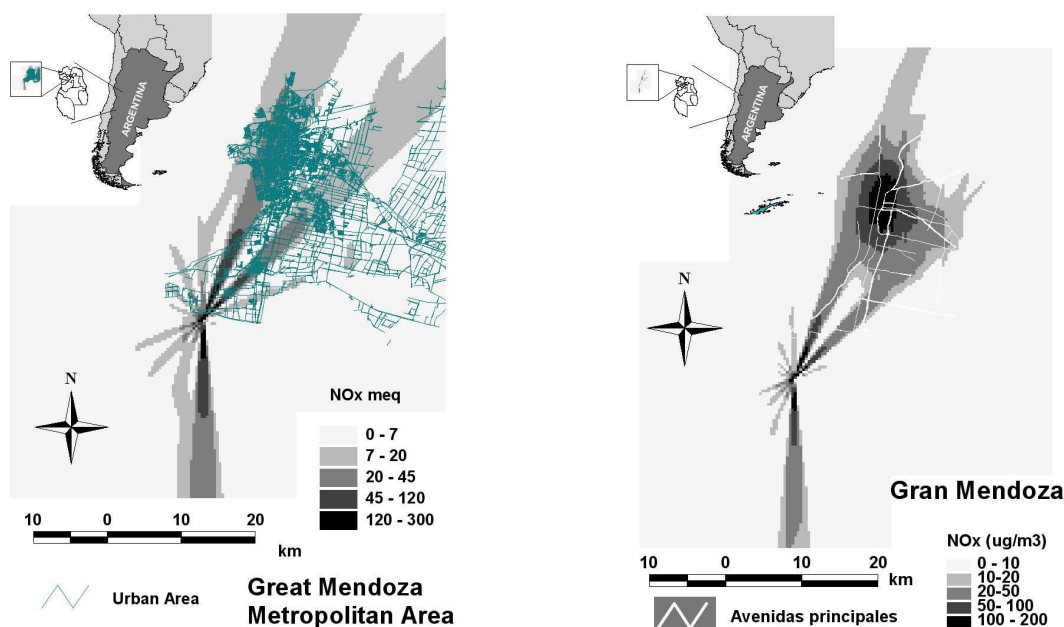 ARGENTINA
N
NOx meq
0 - 7
7 - 20
20 - 45
45 - 120
120 - 300
10 0 10 20
km
Urban Area
Great Mendoza
Metropolitan Area
ARGENTINA
N
Gran Mendoza
NOx (ug/m3)
0 - 10
10-20
20-50
50- 100
100 - 200
10 0 10 20
km
Avenidas principales